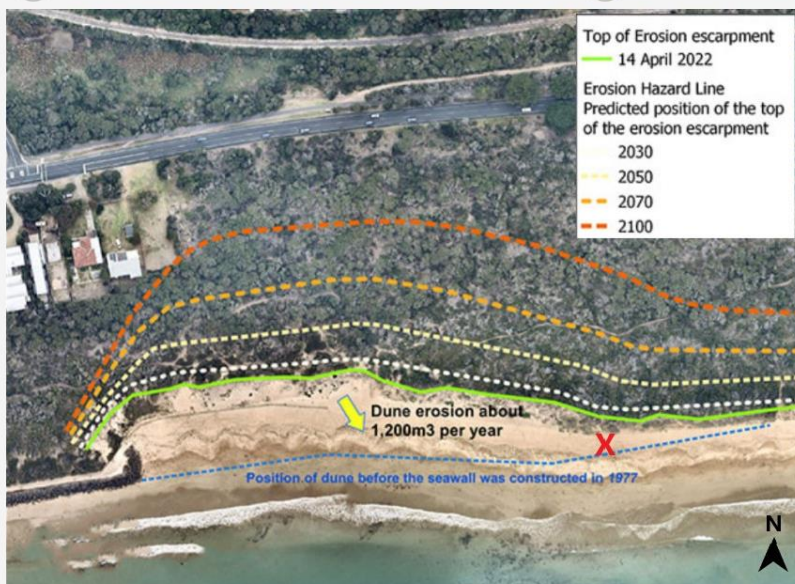 Top of Erosion escarpment
14 April 2022
Erosion Hazard Line
Predicted position of the top
of the erosion escarpment
2030
2050
2070
2100
Dune erosion about
1,200m3 per year
X
Position of dune before the seawall was constructed in 1977
N